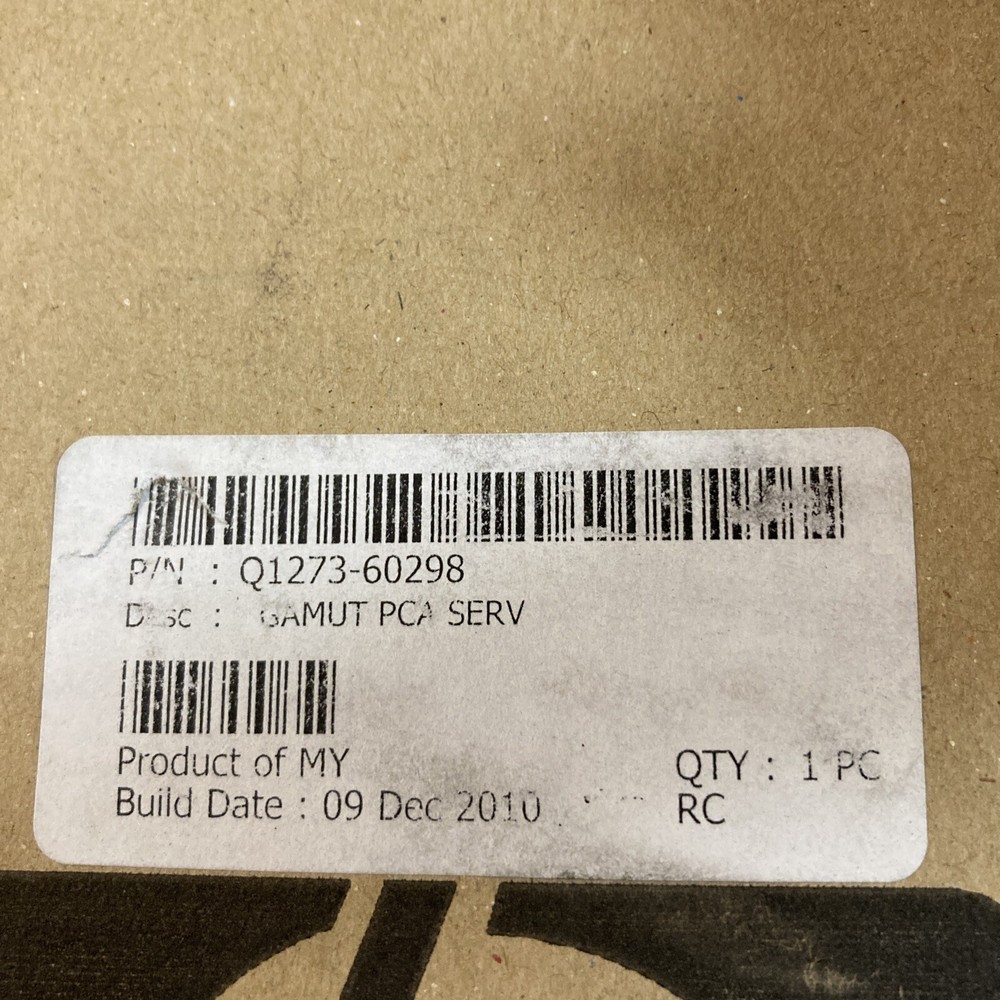 P/N : Q1273-60298
Desc : GAMUT PCA SERV
Product of MY
Build Date : 09 Dec 2010
QTY : 1 PC
RC